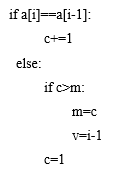 if a[i]==a[i-1]:
c+=1
else:
if c>m:
m=c
v=i-1
c=1